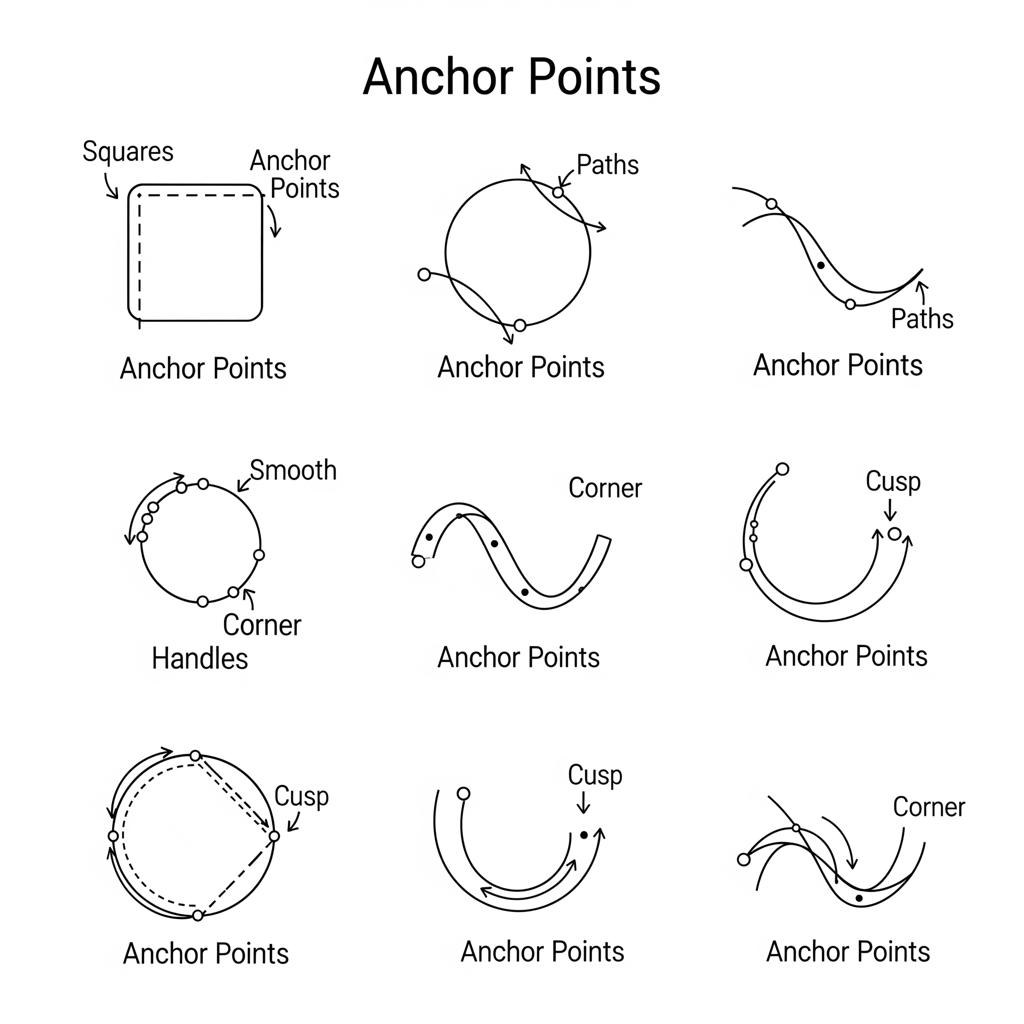 Anchor Points
Squares
Anchor
Points
Anchor Points
Paths
Anchor Points
Paths
Anchor Points
Smooth
Corner
Handles
Corner
Anchor Points
Cusp
Anchor Points
Cusp
Anchor Points
Cusp
Anchor Points
Corner
Anchor Points